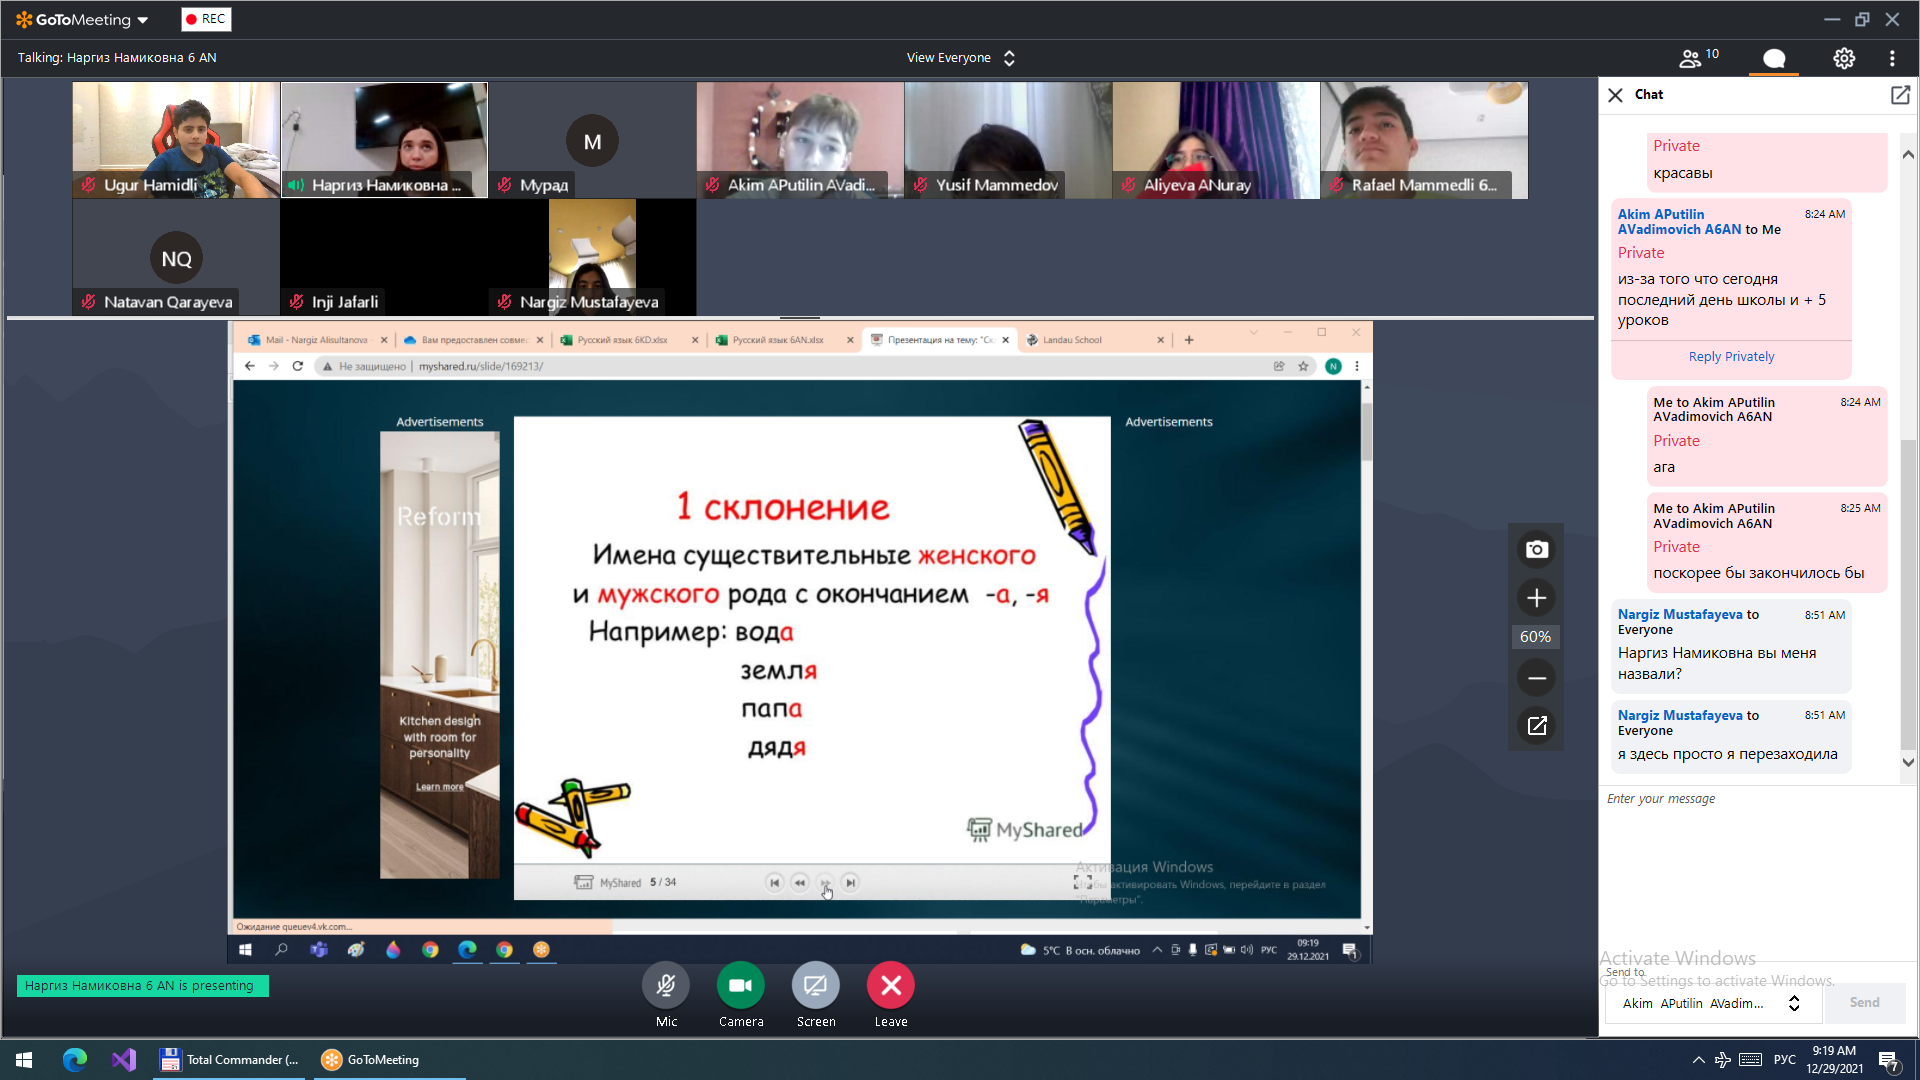 GoToMeeting
REC
Talking: Наргиз Намиковна 6 AN
View Everyone
10
Ugur Hamidli
Наргиз Намиковна ...
M
Мурад
Akim APutilin AVadi...
Yusif Mammedov
Aliyeva ANuray
Rafael Mammedli 6...
NQ
Natavan Qarayeva
Inji Jafarli
Nargiz Mustafayeva
Mail - Nargiz Alisultanova
Вам предоставлен совмес
Русский язык 6KD.xlsx
Русский язык 6AN.xlsx
Презентация на тему: "Ск
Landau School
Не защищено | myshared.ru/slide/169213/
N
Advertisements
Advertisements
Reform
Kitchen design
with room for
personality
Learn more
1 склонение
Имена существительные женского
и мужского рода с окончанием -а, -я
Например: вода
земля
папа
дядя
MyShared
MyShared 5 / 34
Активация Windows
активировать Windows, перейдите в раздел
"Параметры".
Ожидание queuev4.vk.com...
5°C В осн. облачно
РУС
09:19
29.12.2021
1
60%
Наргиз Намиковна 6 AN is presenting
Mic
Camera
Screen
Leave
Chat
Private
красавы
Akim APutilin
AVadimovich A6AN to Me
8:24 AM
Private
из-за того что сегодня
последний день школы и + 5
уроков
Reply Privately
Me to Akim APutilin
AVadimovich A6AN
8:24 AM
Private
ага
Me to Akim APutilin
AVadimovich A6AN
8:25 AM
Private
поскорее бы закончилось бы
Nargiz Mustafayeva to
Everyone
8:51 AM
Наргиз Намиковна вы меня
назвали?
Nargiz Mustafayeva to
Everyone
8:51 AM
я здесь просто я перезаходила
Enter your message
Activate Windows
Go to Settings to activate Windows.
Send to
Akim APutilin AVadim...
Send
Total Commander (...
GoToMeeting
РУС
9:19 AM
12/29/2021
7